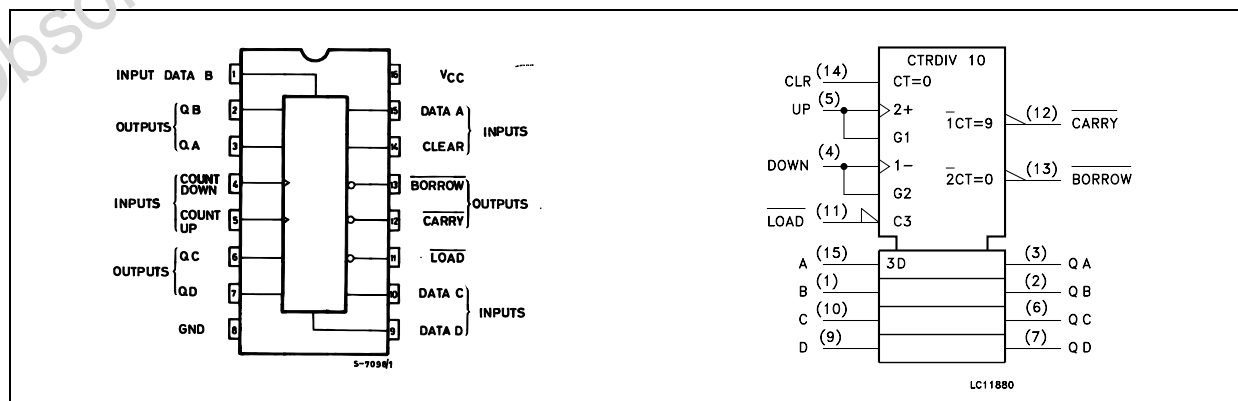 obsol
INPUT DATA B 1 16 VCC
QB 2 15 DATA A
OUTPUTS INPUTS
QA 3 14 CLEAR
COUNT DOWN 4 13 BORROW
INPUTS OUTPUTS
COUNT UP 5 12 CARRY
QC 6 11 LOAD
OUTPUTS
QD 7 10 DATA C
INPUTS
GND 8 9 DATA D
S-7098/1
CTRDIV 10
CLR (14) CT=0
UP (5) 2+
G1 1CT=9 (12) CARRY
DOWN (4) 1-
2CT=0 (13) BORROW
G2
LOAD (11) C3
A (15) 3D (3) QA
B (1) (2) QB
C (10) (6) QC
D (9) (7) QD
LC11880